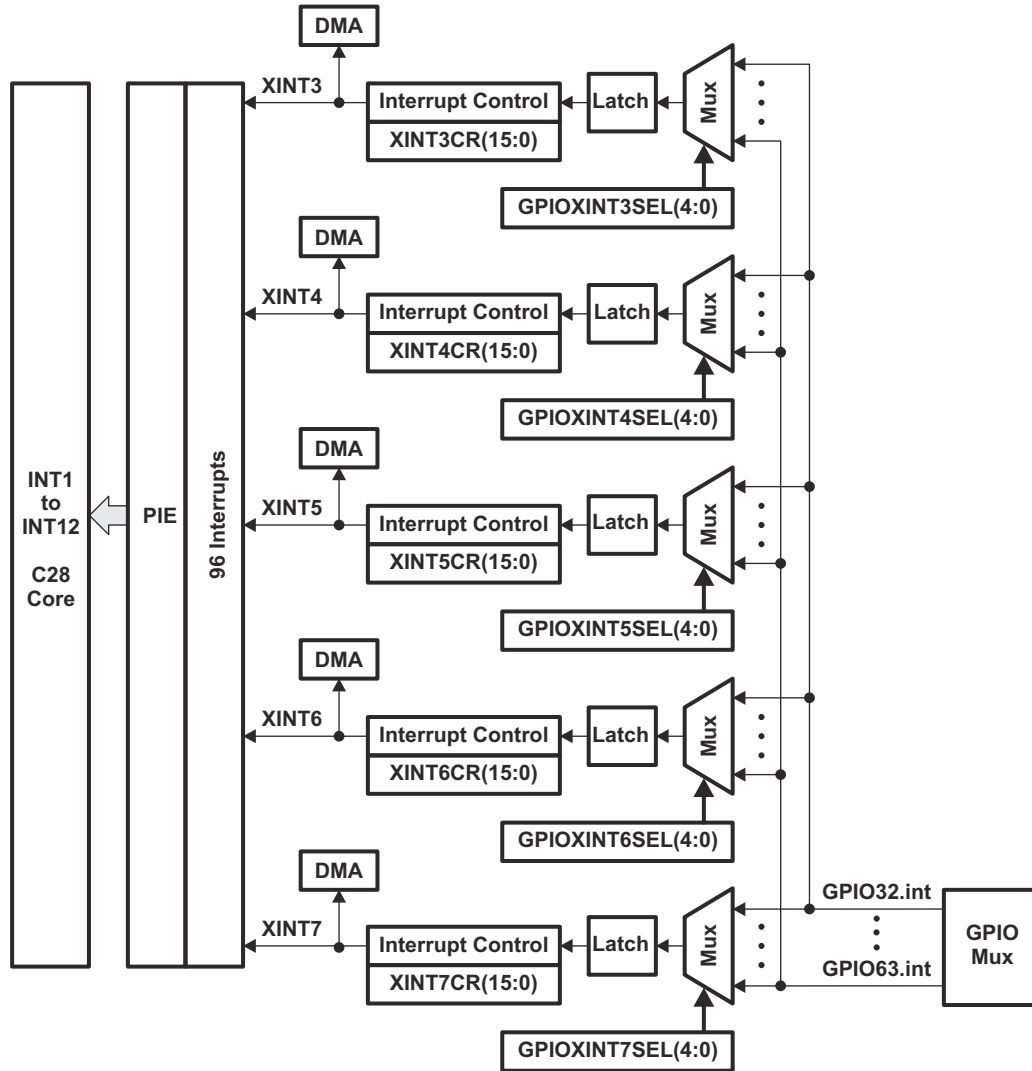 DMA
XINT3
Interrupt Control
XINT3CR(15:0)
Latch
Mux
GPIOXINT3SEL(4:0)
DMA
XINT4
Interrupt Control
XINT4CR(15:0)
Latch
Mux
GPIOXINT4SEL(4:0)
INT1
to
INT12
C28
Core
PIE
96 Interrupts
DMA
XINT5
Interrupt Control
XINT5CR(15:0)
Latch
Mux
GPIOXINT5SEL(4:0)
DMA
XINT6
Interrupt Control
XINT6CR(15:0)
Latch
Mux
GPIOXINT6SEL(4:0)
DMA
XINT7
Interrupt Control
XINT7CR(15:0)
Latch
Mux
GPIOXINT7SEL(4:0)
GPIO32.int
GPIO63.int
GPIO
Mux